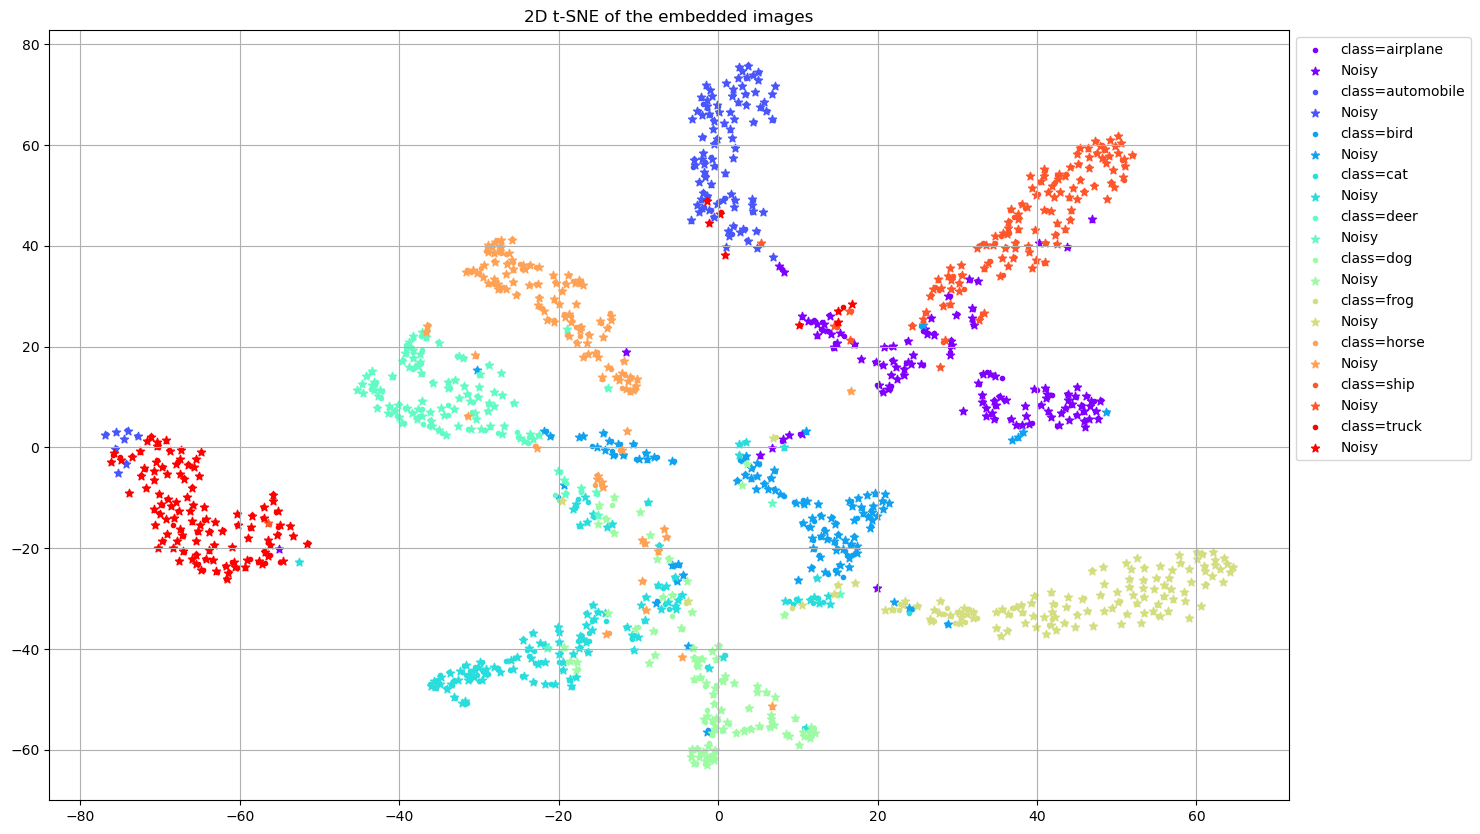 2D t-SNE of the embedded images
80
60
40
20
0
−20
−40
−60
−80
−60
−40
−20
0
20
40
60
class=airplane
Noisy
class=automobile
Noisy
class=bird
Noisy
class=cat
Noisy
class=deer
Noisy
class=dog
Noisy
class=frog
Noisy
class=horse
Noisy
class=ship
Noisy
class=truck
Noisy